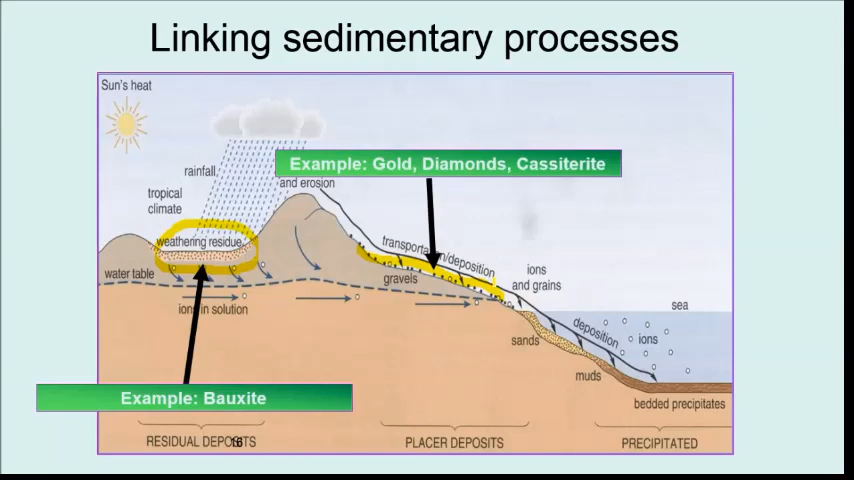 Linking sedimentary processes
Sun's heat
rainfall
Example: Gold, Diamonds, Cassiterite
and erosion
tropical
climate
weathering residue
transportation/deposition
water table
gravels
ions
and grains
ions in solution
sea
deposition
ions
sands
muds
Example: Bauxite
bedded precipitates
RESIDUAL DEPOSITS
16
PLACER DEPOSITS
PRECIPITATED